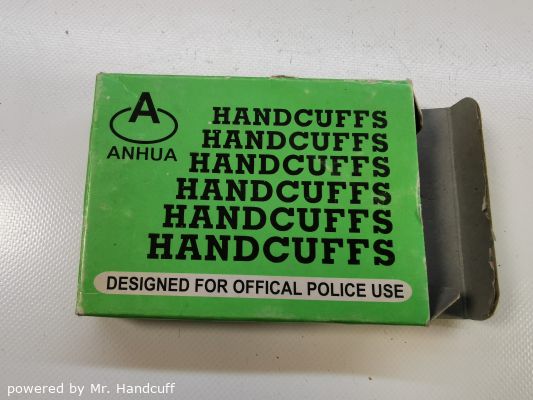 A
ANHUA
HANDCUFFS
HANDCUFFS
HANDCUFFS
HANDCUFFS
HANDCUFFS
HANDCUFFS
DESIGNED FOR OFFICAL POLICE USE
powered by Mr. Handcuff